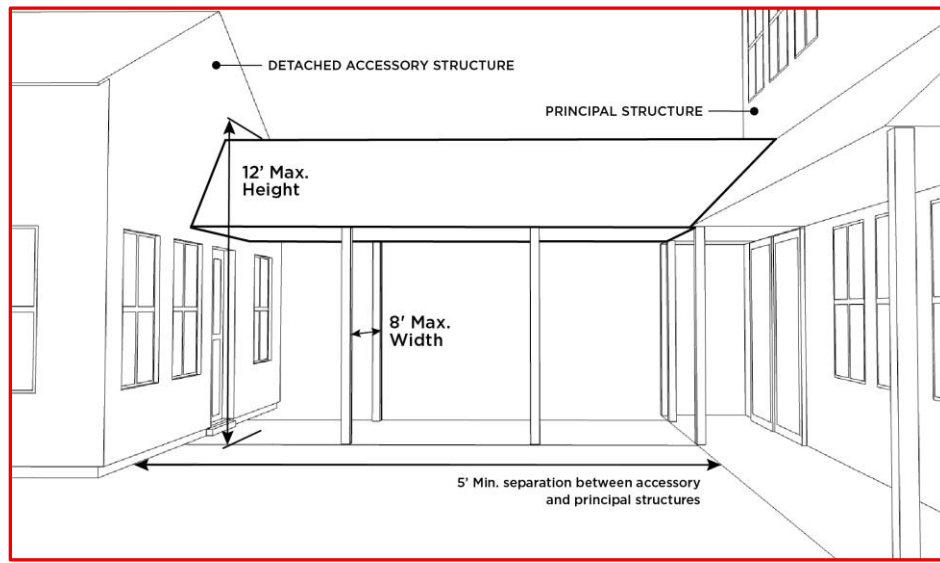 DETACHED ACCESSORY STRUCTURE
PRINCIPAL STRUCTURE
12’ Max.
Height
8' Max.
Width
5’ Min. separation between accessory
and principal structures